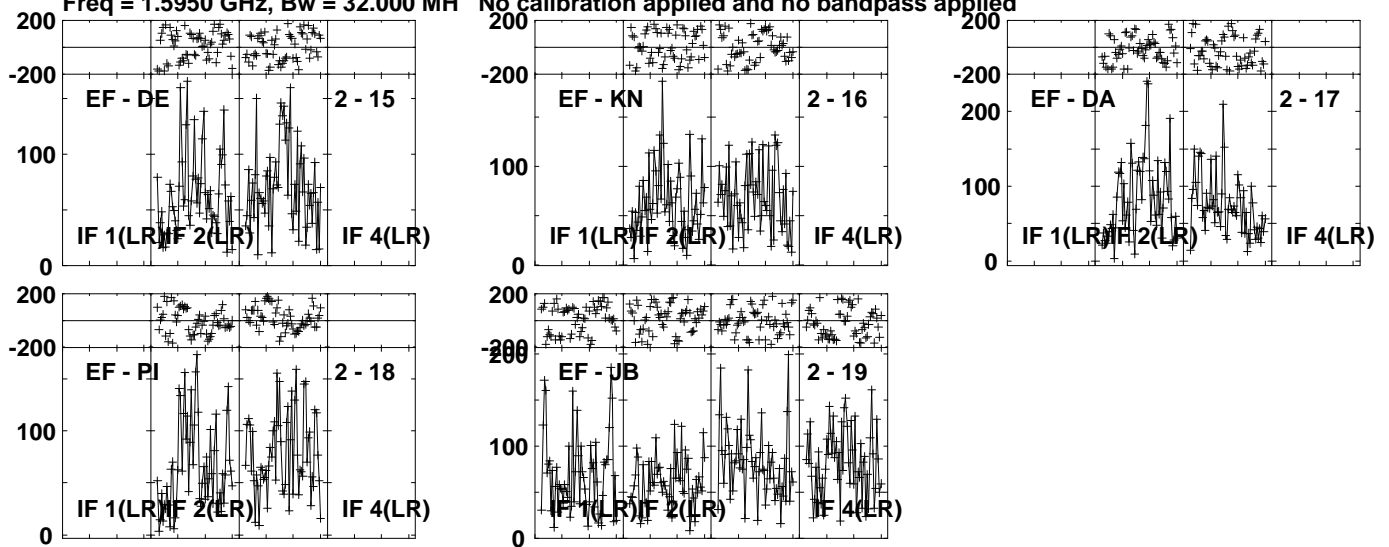 Freq = 1.5950 GHz, Bw = 32.000 MH No calibration applied and no bandpass applied
200
-200
EF - DE 2 - 15
100
IF 1(LR) IF 2(LR) IF 4(LR)
0
200
-200
EF - KN 2 - 16
100
IF 1(LR) IF 2(LR) IF 4(LR)
0
200
-200
200
EF - DA 2 - 17
100
IF 1(LR) IF 2(LR) IF 4(LR)
0
200
-200
EF - PI 2 - 18
100
IF 1(LR) IF 2(LR) IF 4(LR)
0
200
-200
200
EF - JB 2 - 19
100
IF 1(LR) IF 2(LR) IF 4(LR)
0